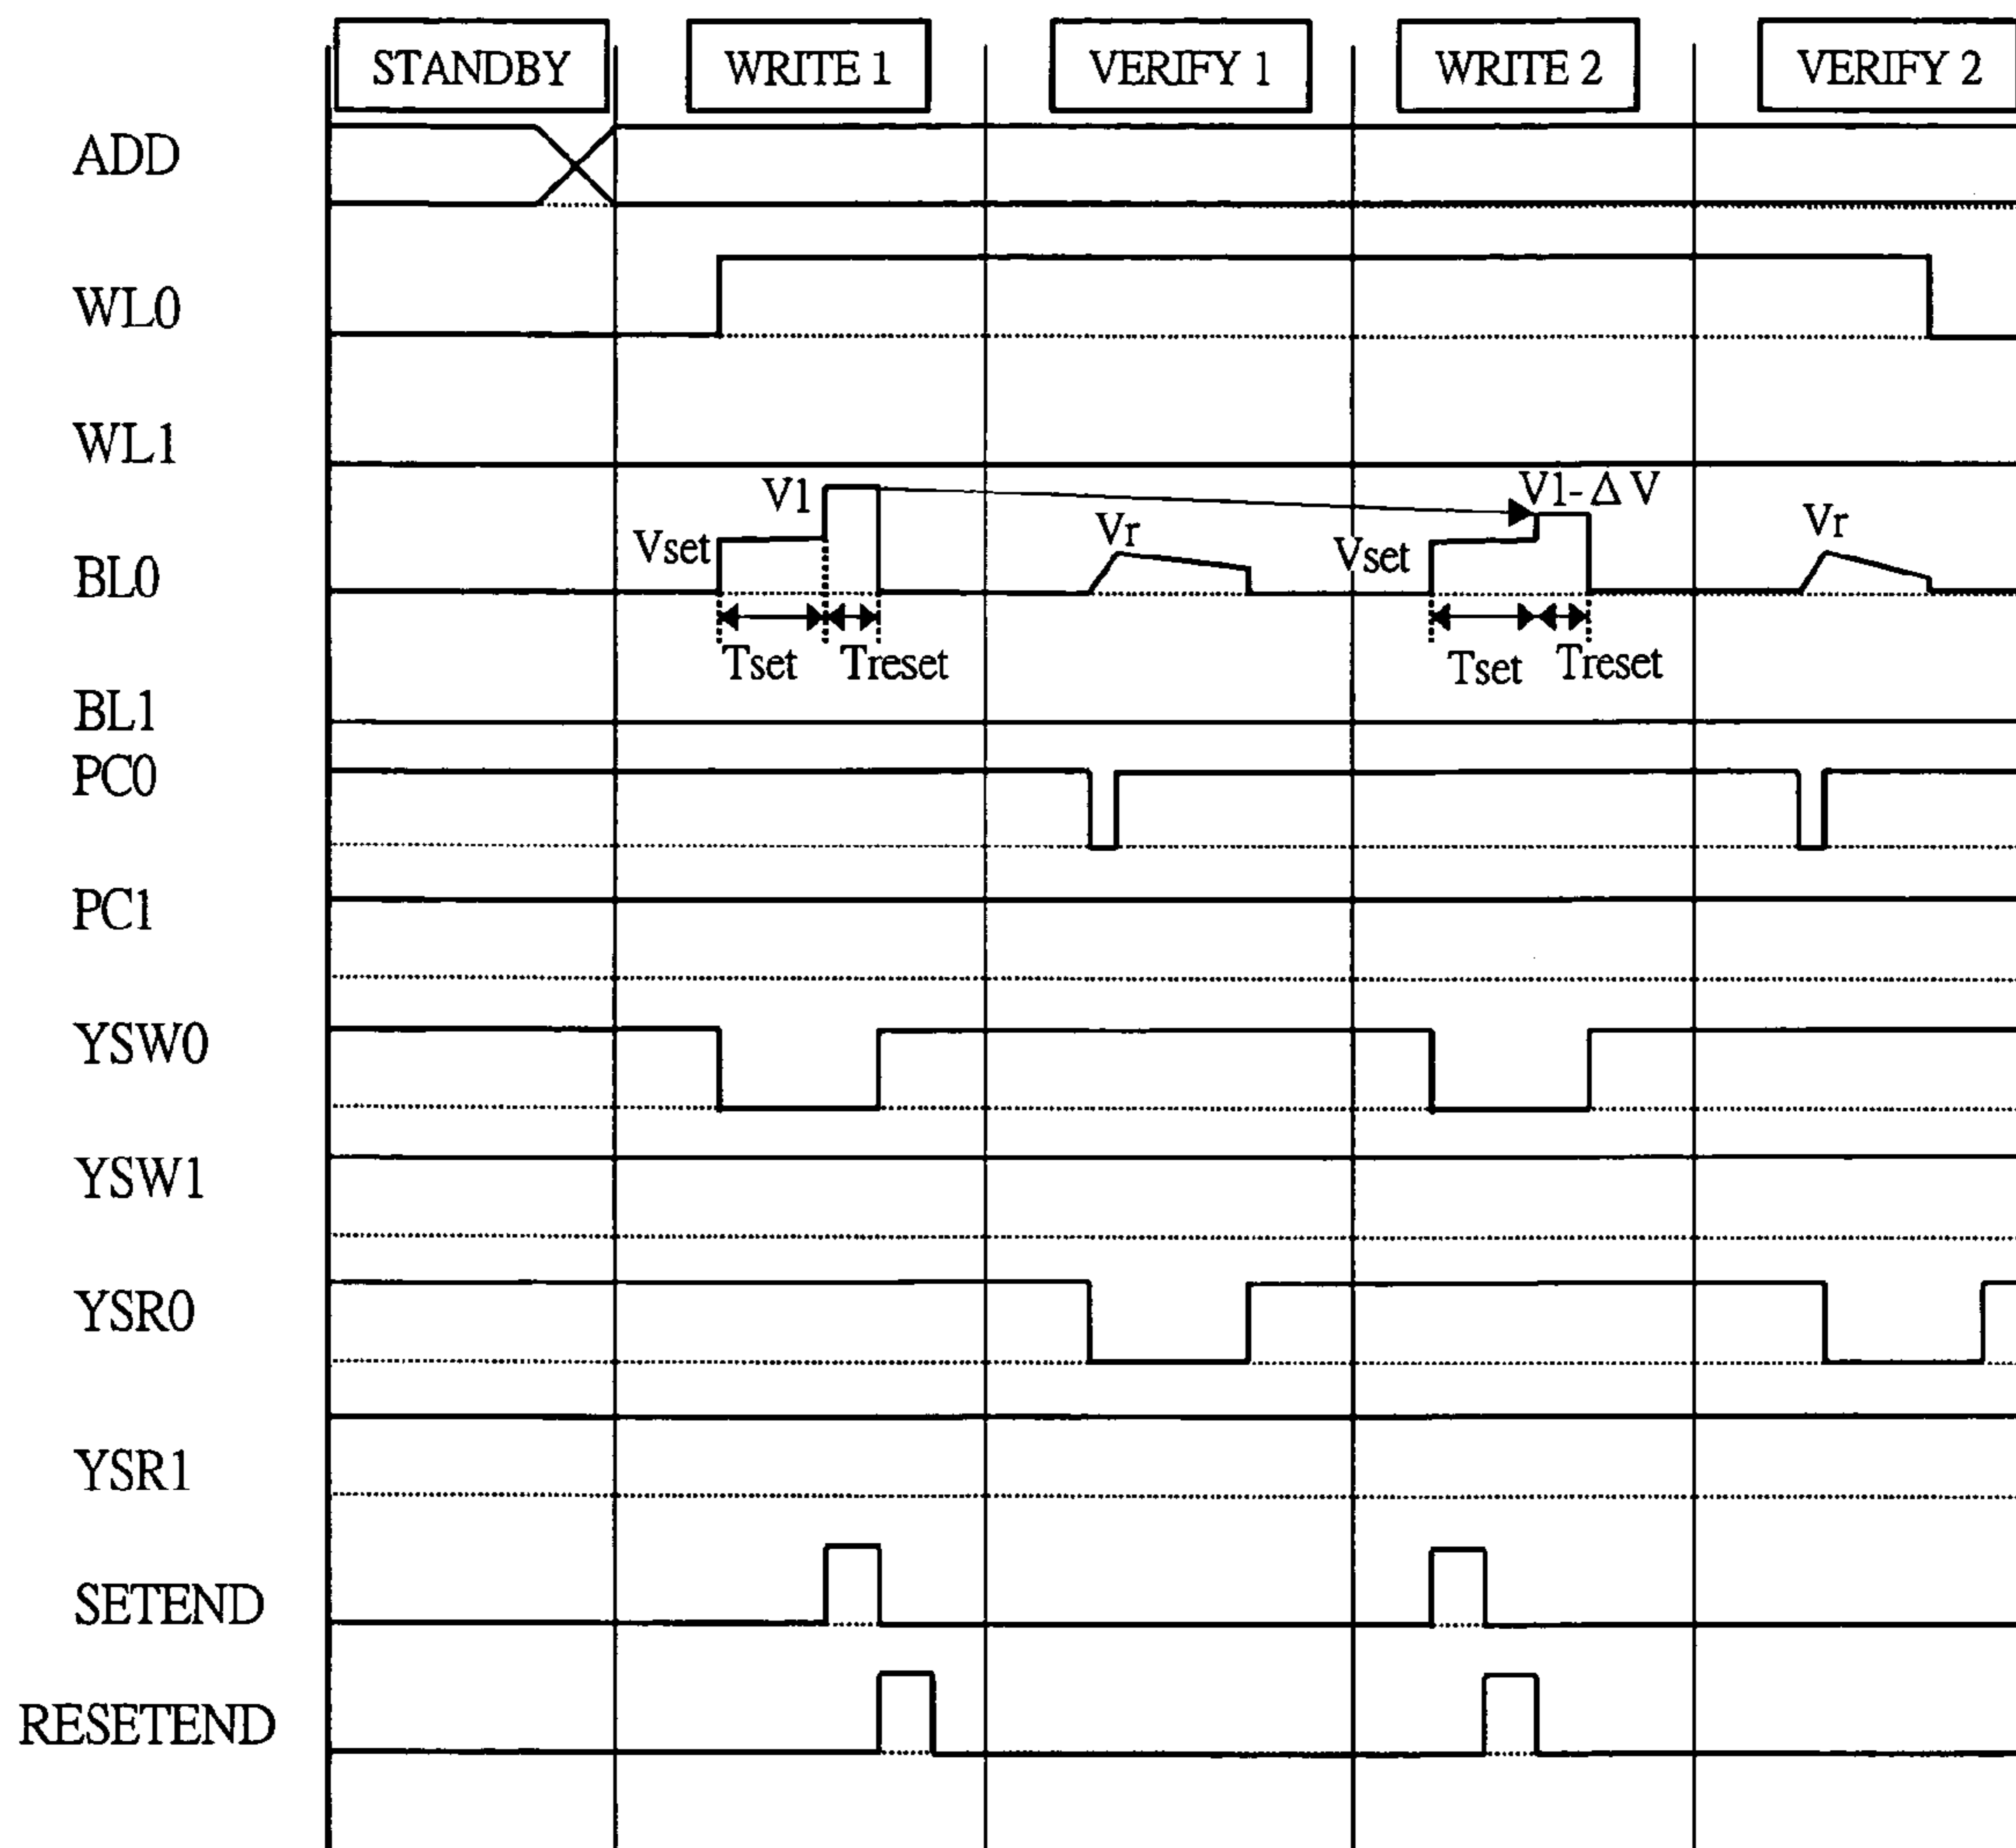 STANDBY WRITE 1 VERIFY 1 WRITE 2 VERIFY 2
ADD
WL0
WL1
V1 V1-Δ V
Vset Vr Vset Vr
BL0
Tset Treset Tset Treset
BL1
PC0
PC1
YSW0
YSW1
YSR0
YSR1
SETEND
RESETEND